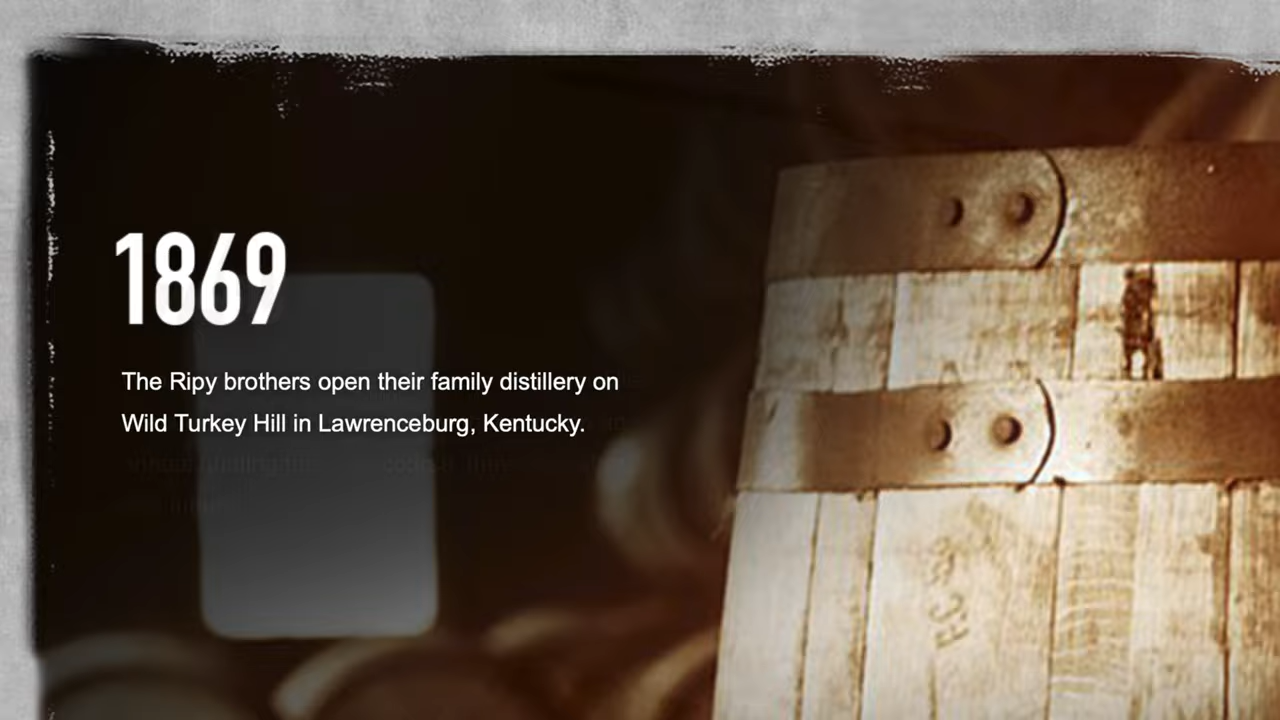 1869
The Ripy brothers open their family distillery on
Wild Turkey Hill in Lawrenceburg, Kentucky.